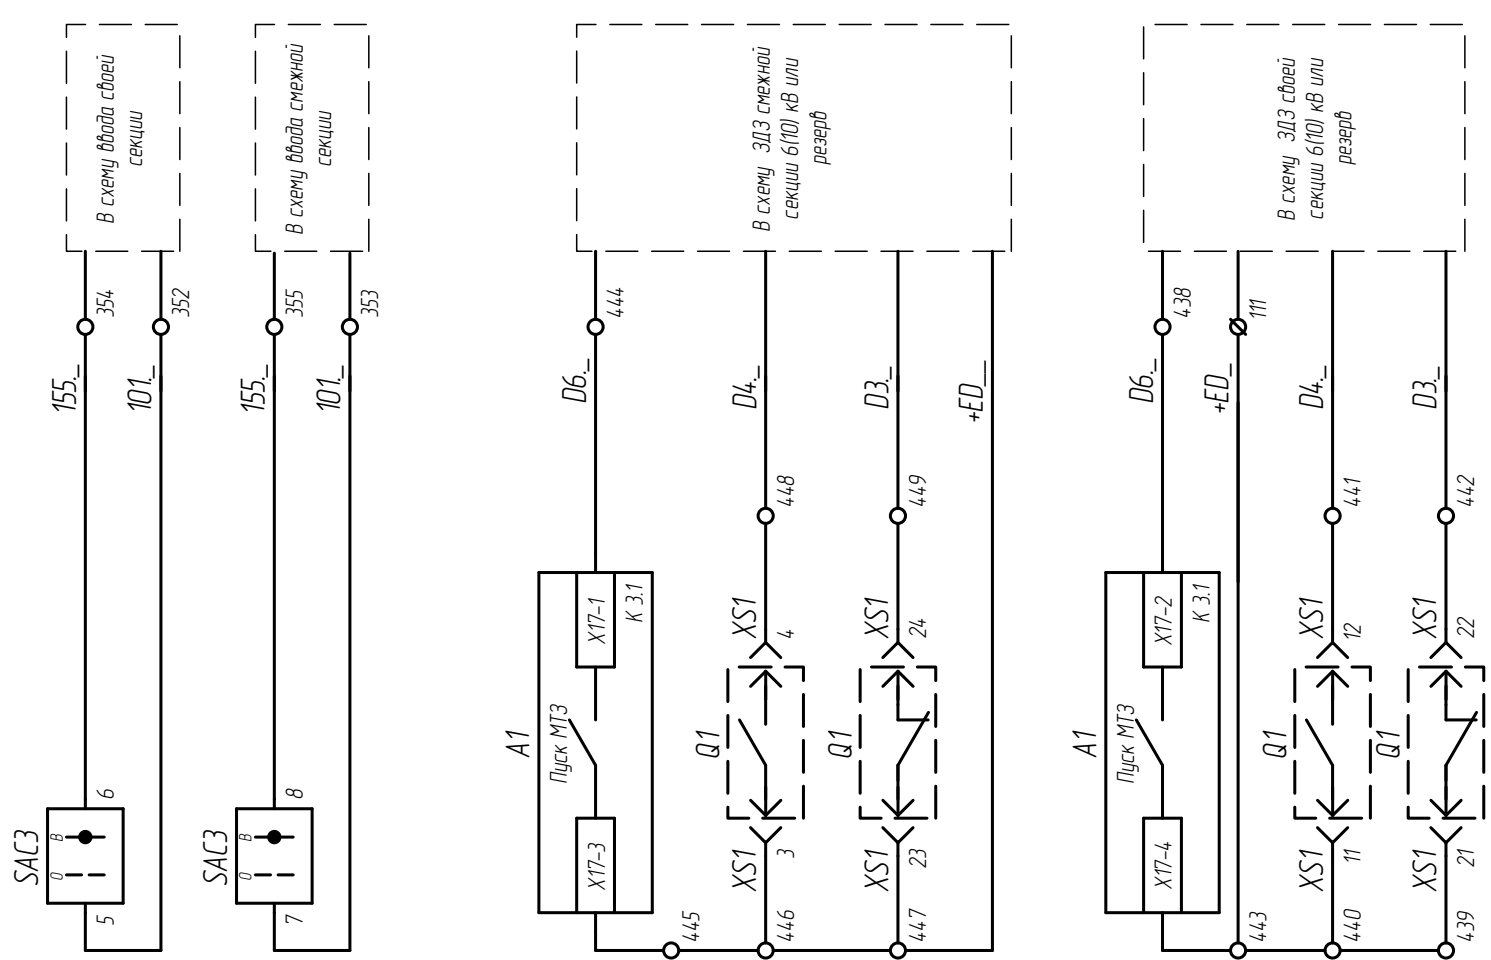 В схему ввода своей
секции
354
352
155._
101._
SAC3
О
В
6
5
В схему ввода смежной
секции
355
353
155._
101._
SAC3
О
В
8
7
В схему ЗДЗ смежной
секции 6(10) кВ или
резерв
444
D6._
D4._
D3._
+ED__
448
449
A1
Пуск МТЗ
X17-1
К 3.1
X17-3
XS1
4
Q1
XS1
3
XS1
24
Q1
XS1
23
445
446
447
В схему ЗДЗ своей
секции 6(10) кВ или
резерв
438
111
D6._
+ED_
D4._
D3._
441
442
A1
Пуск МТЗ
X17-2
К 3.1
X17-4
XS1
12
Q1
XS1
11
XS1
22
Q1
XS1
21
443
440
439